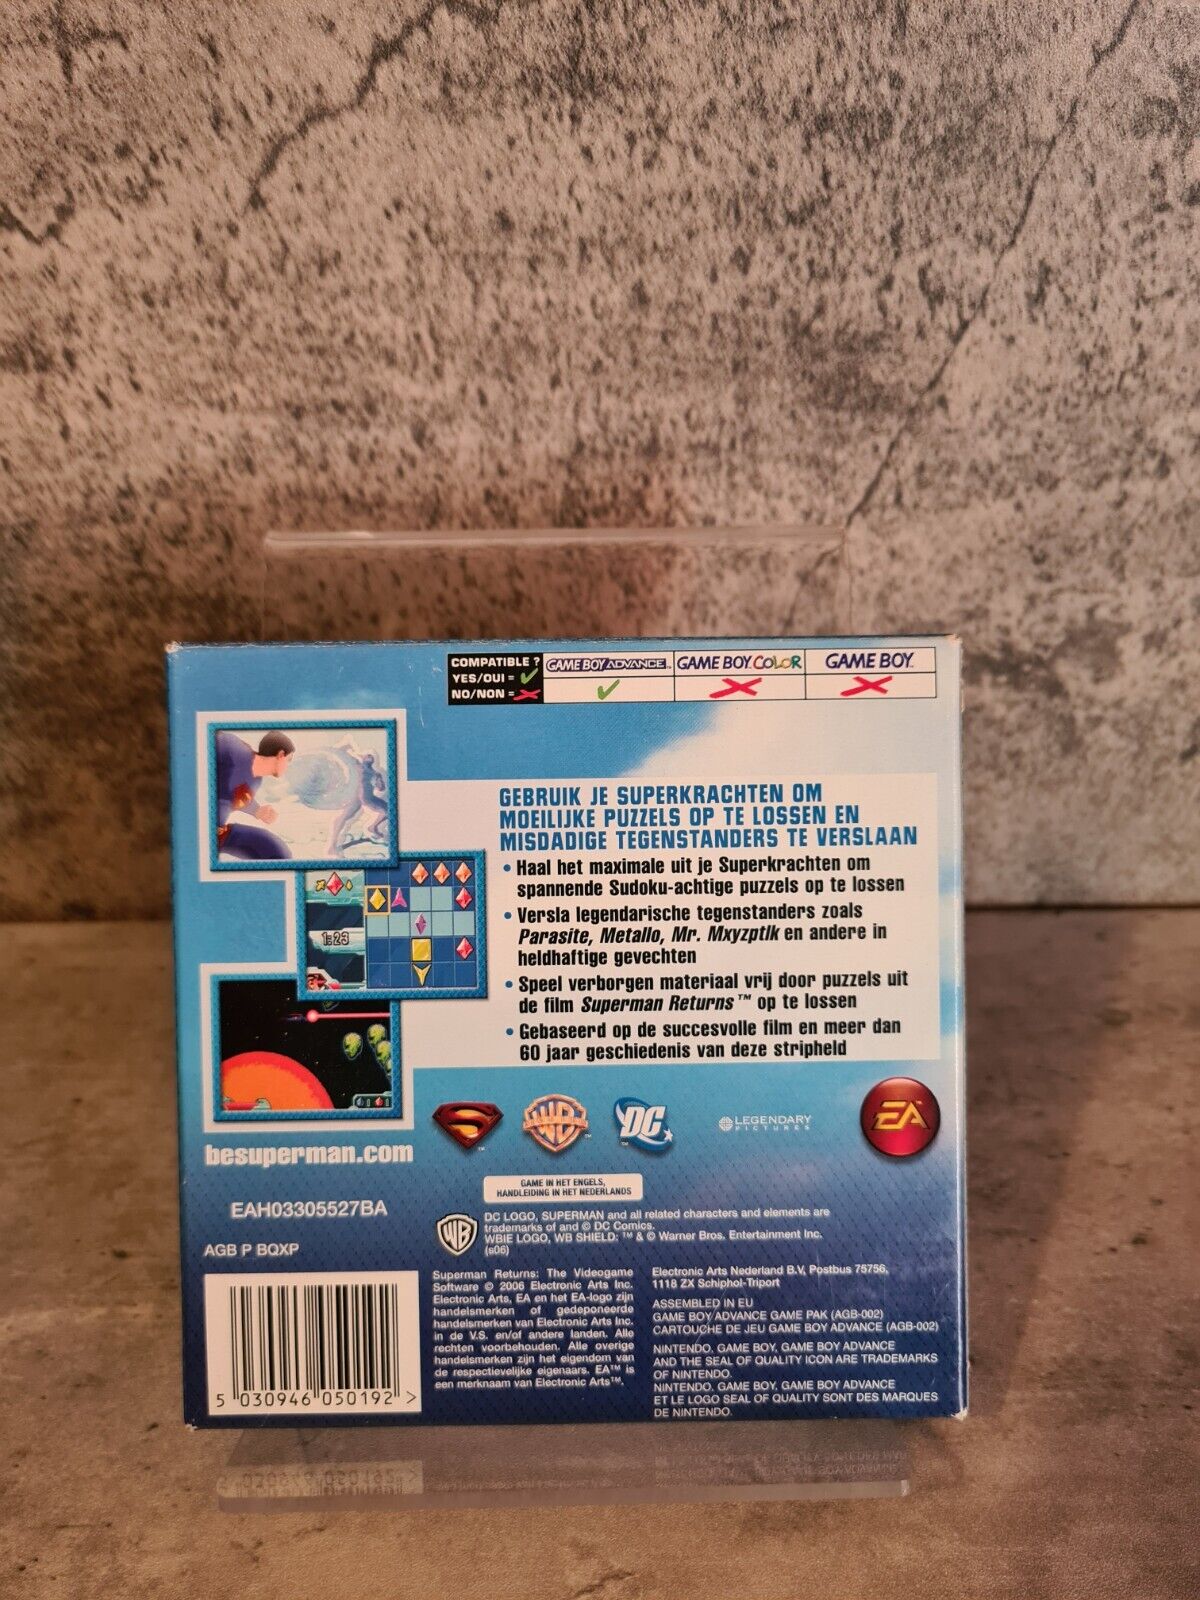 COMPATIBLE ?
YES/OUI =
NO/NON =
GAME BOY ADVANCE
GAME BOY COLOR
GAME BOY
GEBRUIK JE SUPERKRACHTEN OM
MOEILIJKE PUZZELS OP TE LOSSEN EN
MISDADIGE TEGENSTANDERS TE VERSLAAN
• Haal het maximale uit je Superkrachten om
spannende Sudoku-achtige puzzels op te lossen
• Versla legendarische tegenstanders zoals
Parasite, Metallo, Mr. Mxyzptlk en andere in
heldhaftige gevechten
• Speel verborgen materiaal vrij door puzzels uit
de film Superman Returns™ op te lossen
• Gebaseerd op de succesvolle film en meer dan
60 jaar geschiedenis van deze stripheld
1:23
besuperman.com
WB
DC
LEGENDARY
PICTURES
EA
GAME IN HET ENGELS,
HANDLEIDING IN HET NEDERLANDS
EAH03305527BA
AGB P BQXP
WB
DC LOGO, SUPERMAN and all related characters and elements are
trademarks of and © DC Comics.
WBIE LOGO, WB SHIELD: ™ & © Warner Bros. Entertainment Inc.
(s06)
Superman Returns: The Videogame
Software © 2006 Electronic Arts Inc.
Electronic Arts, EA en het EA-logo zijn
handelsmerken of gedeponeerde
handelsmerken van Electronic Arts Inc.
in de V.S. en/of andere landen. Alle
rechten voorbehouden. Alle overige
handelsmerken zijn het eigendom van
de respectievelijke eigenaars. EA™ is
een merknaam van Electronic Arts™.
Electronic Arts Nederland B.V, Postbus 75756,
1118 ZX Schiphol-Triport
ASSEMBLED IN EU
GAME BOY ADVANCE GAME PAK (AGB-002)
CARTOUCHE DE JEU GAME BOY ADVANCE (AGB-002)
NINTENDO, GAME BOY, GAME BOY ADVANCE
AND THE SEAL OF QUALITY ICON ARE TRADEMARKS
OF NINTENDO.
NINTENDO, GAME BOY, GAME BOY ADVANCE
ET LE LOGO SEAL OF QUALITY SONT DES MARQUES
DE NINTENDO.
5 030946 050192 >